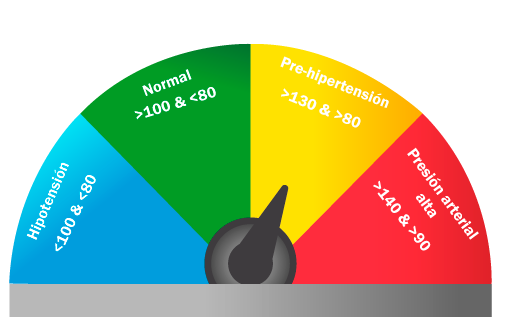 Hipotensión
<100 & <80
Normal
>100 & <80
Pre-hipertensión
>130 & >80
Presión arterial
alta
>140 & >90